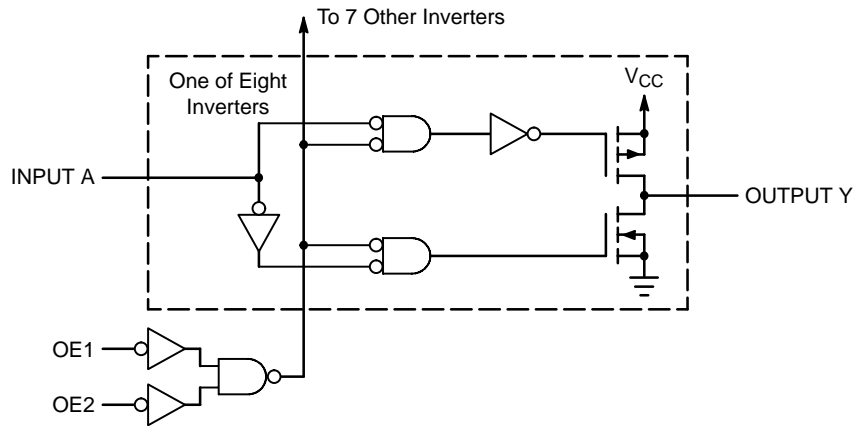 To 7 Other Inverters
One of Eight
Inverters
VCC
INPUT A
OUTPUT Y
OE1
OE2